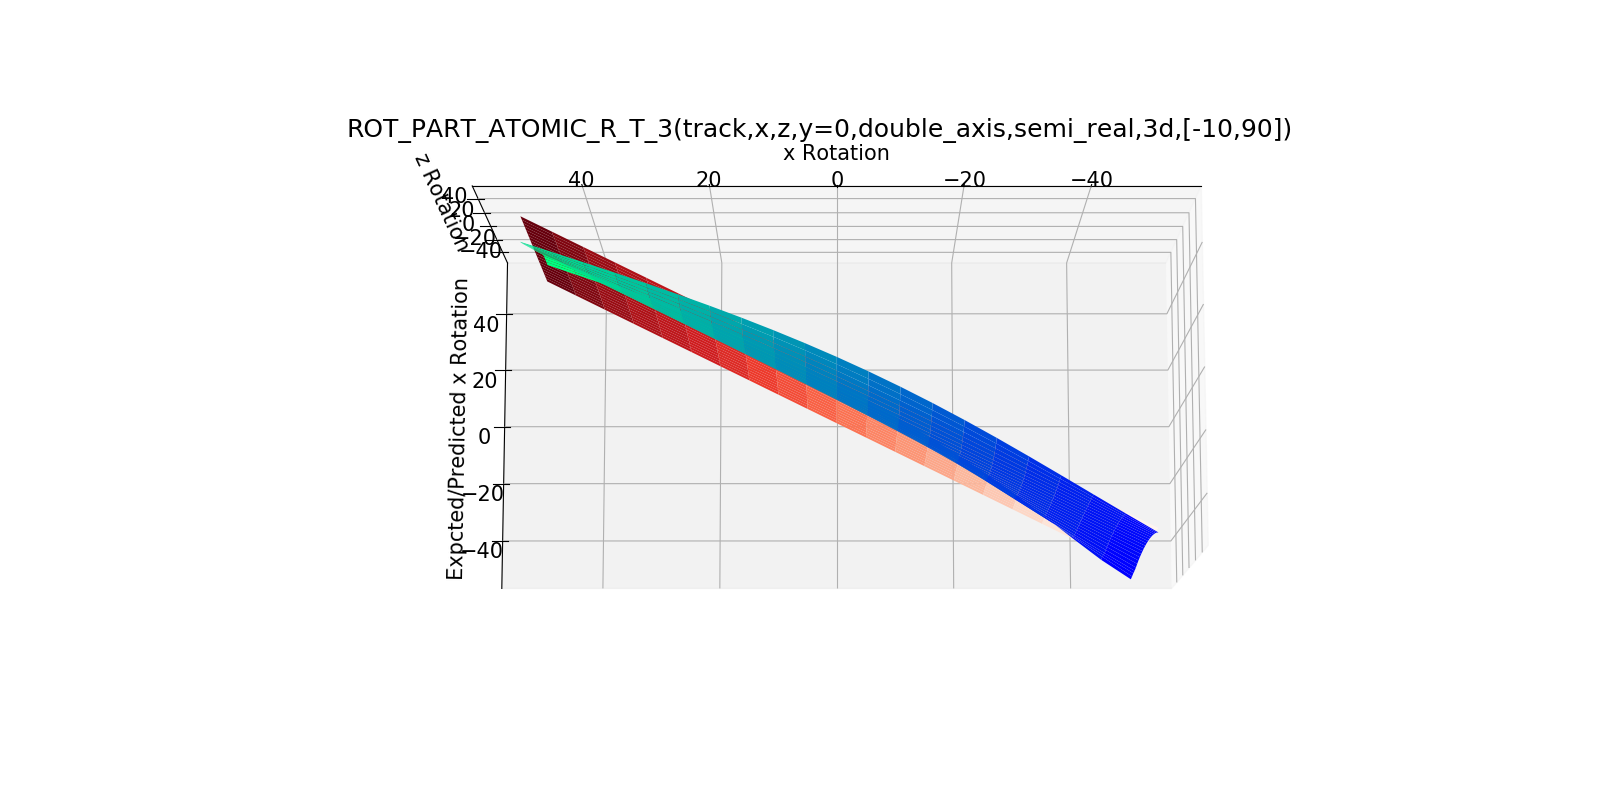 ROT_PART_ATOMIC_R_T_3(track,x,z,y=0,double_axis,semi_real,3d,[-10,90])
x Rotation
40 20 0 −20 −40
z Rotation
40
20
0
−20
−40
Expcted/Predicted x Rotation
40
20
0
−20
−40